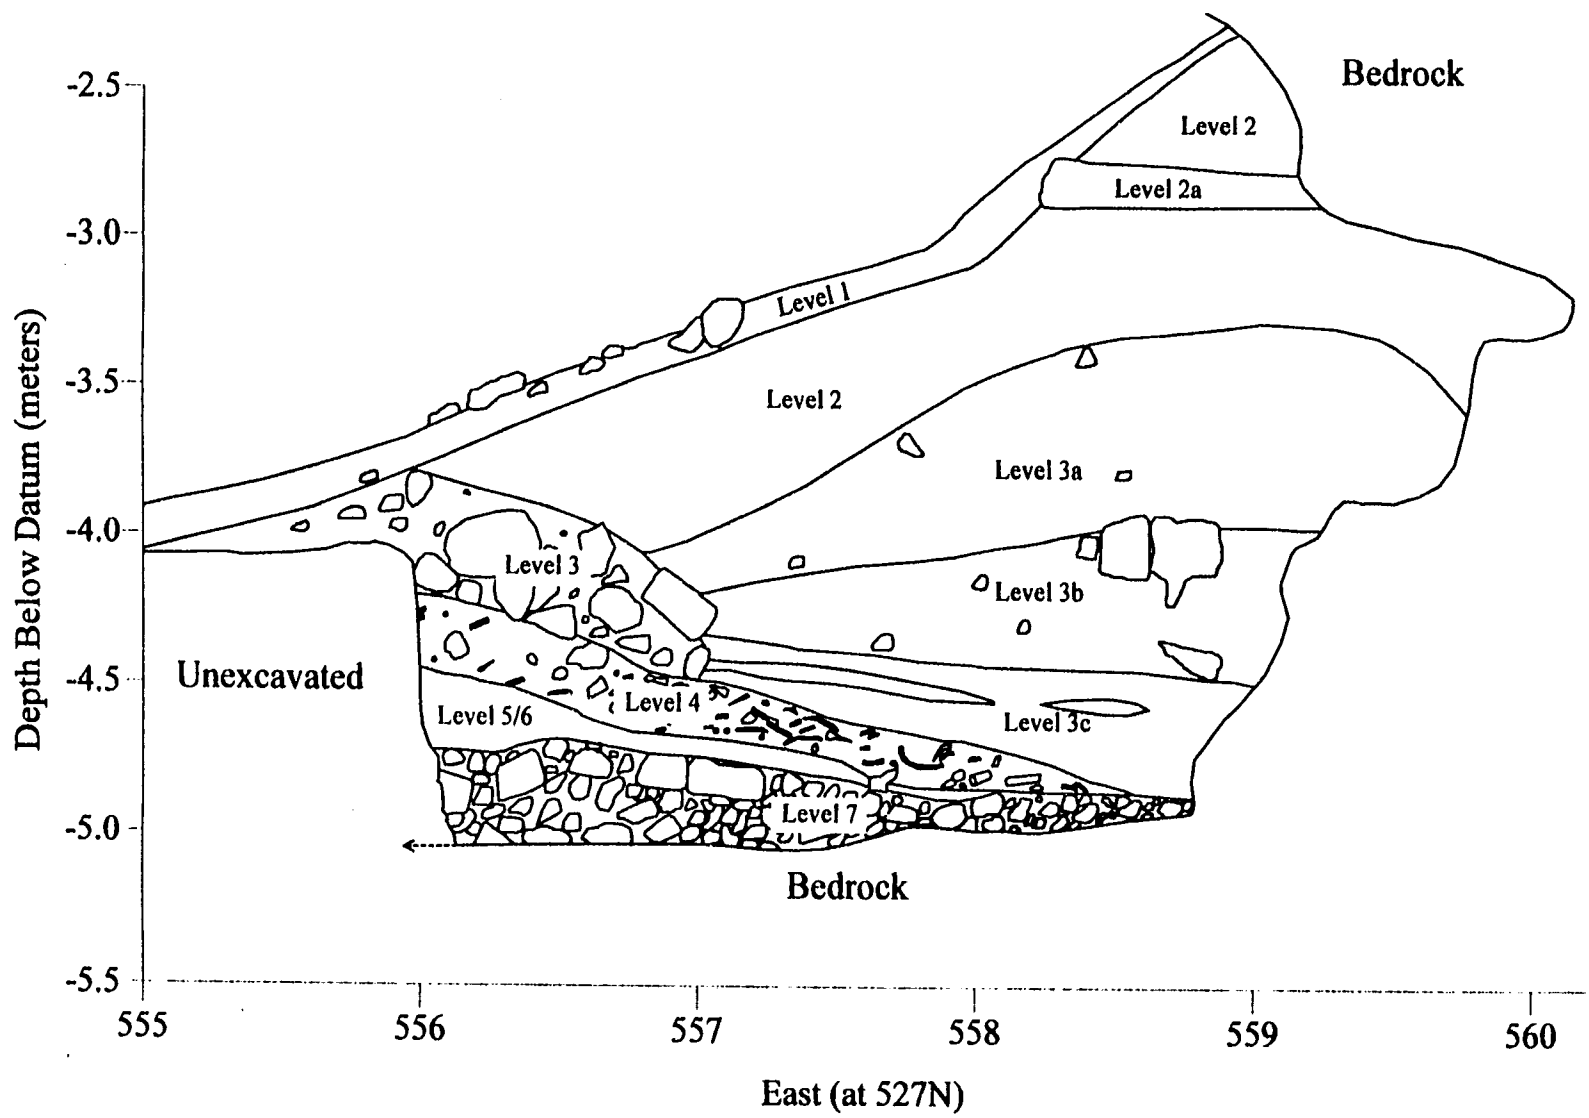 Bedrock
-2.5
Level 2
Level 2a
-3.0
Level 1
-3.5
Level 2
Level 3a
-4.0
Level 3
Level 3b
-4.5
Unexcavated
Level 4
Level 5/6
Level 3c
Level 7
-5.0
Bedrock
-5.5
Depth Below Datum (meters)
555 556 557 558 559 560
East (at 527N)